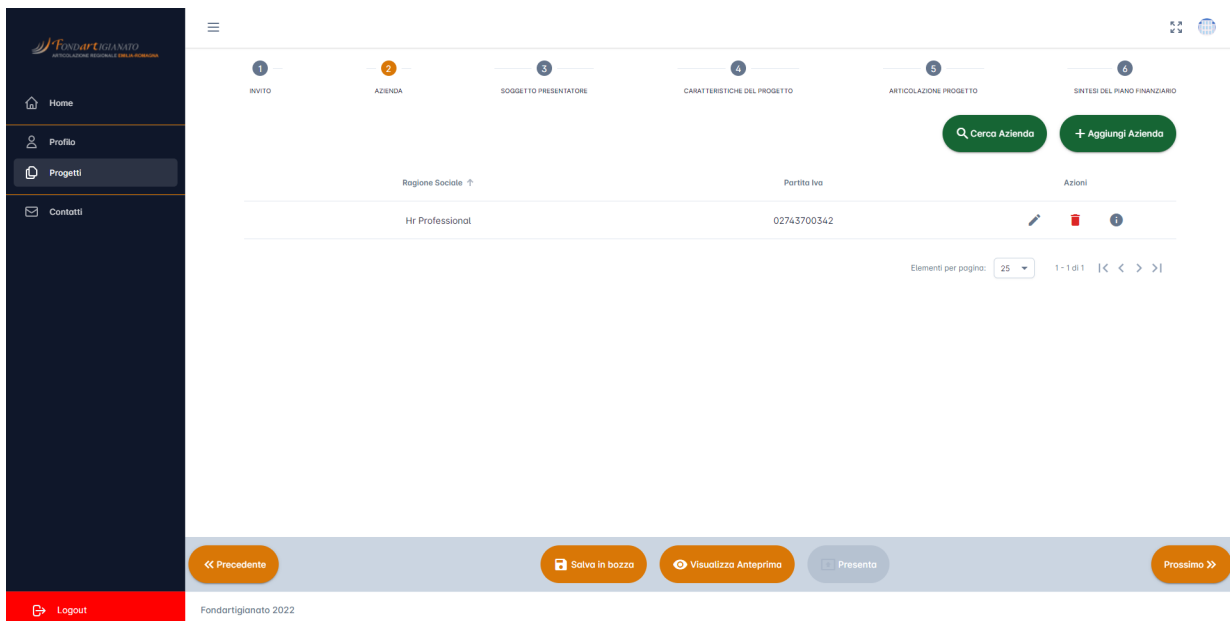 FONDARTIGIANATO
ARTICOLAZIONE REGIONALE EMILIA-ROMAGNA
Home
Profilo
Progetti
Contatti
Logout
1 2 3 4 5 6
INVITO AZIENDA SOGGETTO PRESENTATORE CARATTERISTICHE DEL PROGETTO ARTICOLAZIONE PROGETTO SINTESI DEL PIANO FINANZIARIO
Cerca Azienda + Aggiungi Azienda
Ragione Sociale ↑ Partita Iva Azioni
Hr Professional 02743700342
Elementi per pagina: 25 1 - 1 di 1
Precedente Salva in bozza Visualizza Anteprima Presenta Prossimo
Fondartigianato 2022